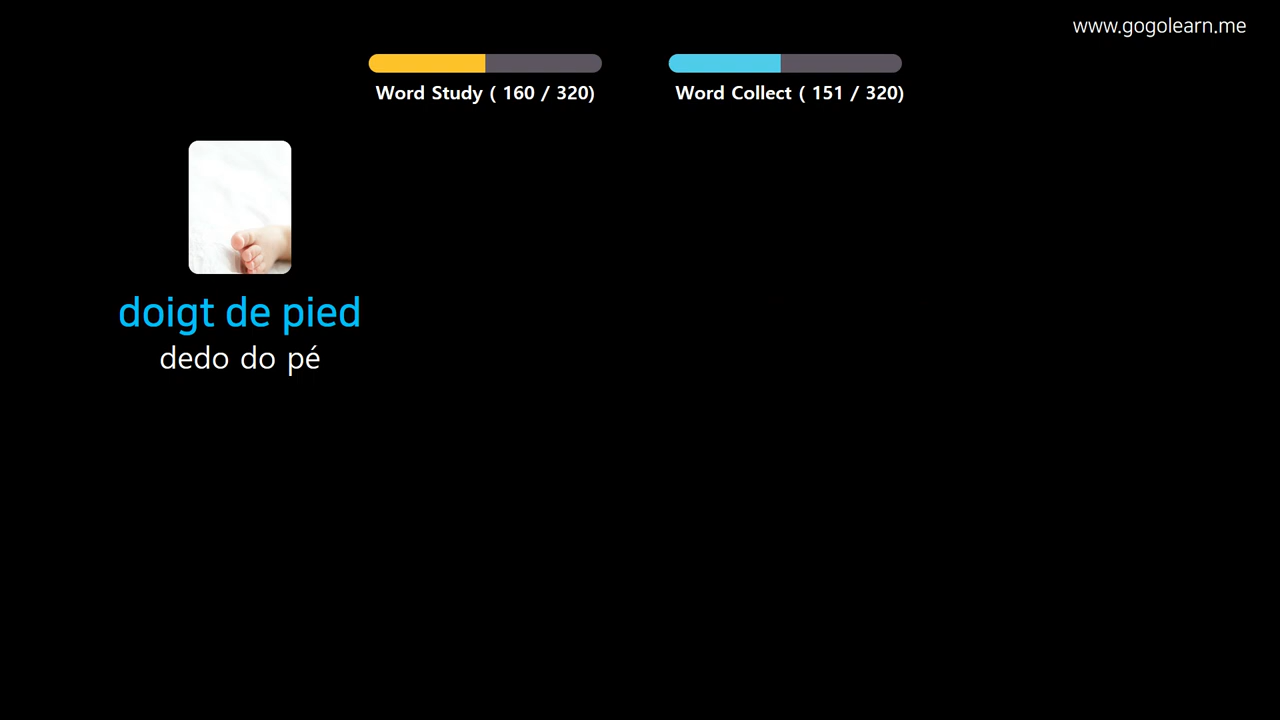 www.gogolearn.me
Word Study ( 160 / 320)
Word Collect ( 151 / 320)
doigt de pied
dedo do pé